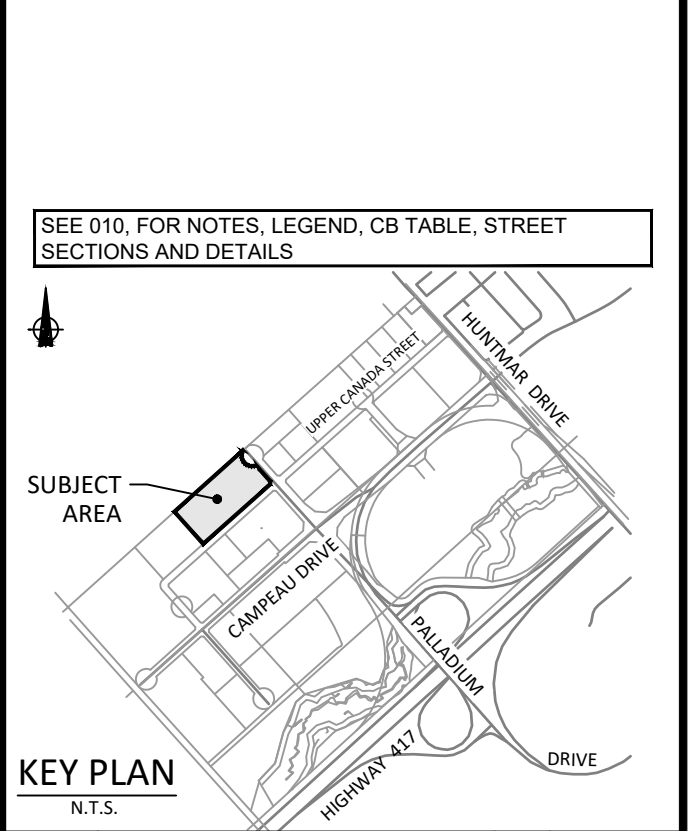 SEE 010, FOR NOTES, LEGEND, CB TABLE, STREET
SECTIONS AND DETAILS
HUNTMAR DRIVE
UPPER CANADA STREET
SUBJECT
AREA
CAMPEAU DRIVE
PALLADIUM
DRIVE
HIGHWAY 417
KEY PLAN
N.T.S.